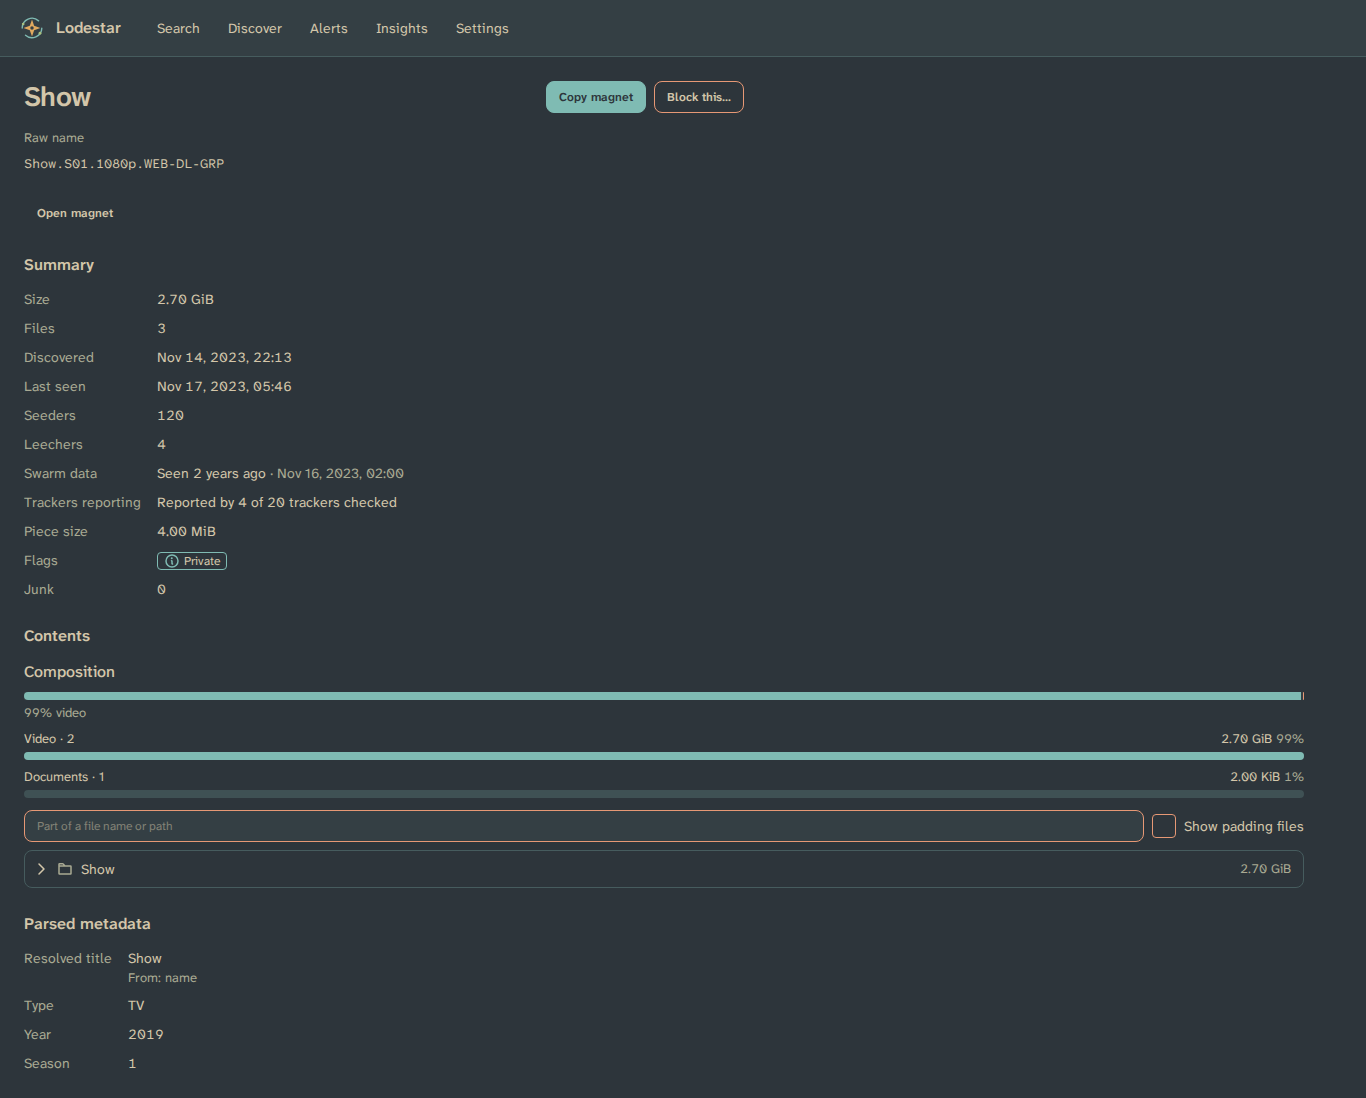 Lodestar Search Discover Alerts Insights Settings
Show Copy magnet Block this...
Raw name
Show.S01.1080p.WEB-DL-GRP
Open magnet
Summary
Size 2.70 GiB
Files 3
Discovered Nov 14, 2023, 22:13
Last seen Nov 17, 2023, 05:46
Seeders 120
Leechers 4
Swarm data Seen 2 years ago · Nov 16, 2023, 02:00
Trackers reporting Reported by 4 of 20 trackers checked
Piece size 4.00 MiB
Flags Private
Junk 0
Contents
Composition
99% video
Video · 2 2.70 GiB 99%
Documents · 1 2.00 KiB 1%
Part of a file name or path Show padding files
Show 2.70 GiB
Parsed metadata
Resolved title Show
From: name
Type TV
Year 2019
Season 1